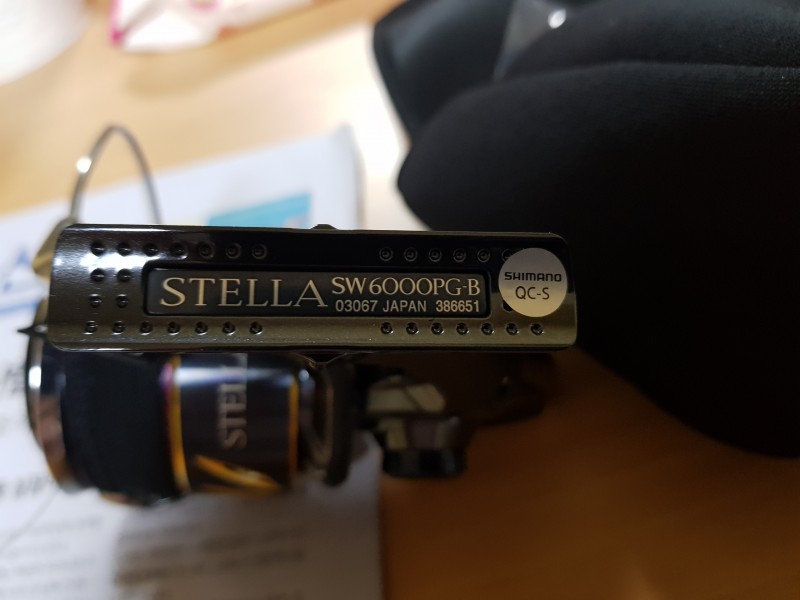 STELLA SW6000PG-B
03067 JAPAN 386651
SHIMANO
QC-S
STELL